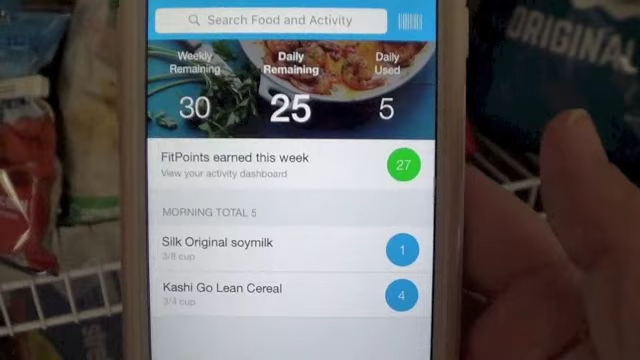 ORIGINAL
Search Food and Activity
Weekly Remaining
Daily Remaining
Daily Used
30
25
5
FitPoints earned this week
27
View your activity dashboard
MORNING TOTAL 5
Silk Original soymilk
1
3/8 cup
Kashi Go Lean Cereal
4
3/4 cup